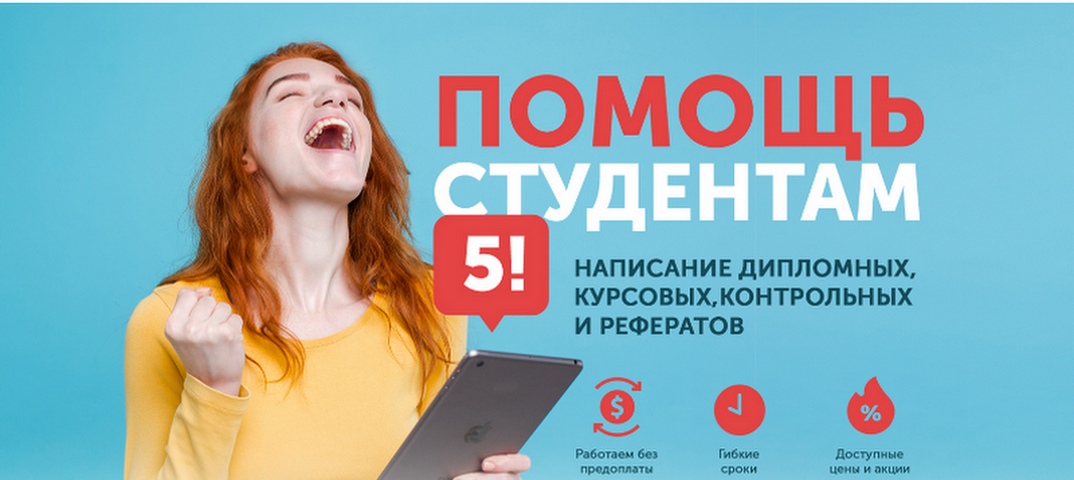 ПОМОЩЬ
СТУДЕНТАМ
5!
НАПИСАНИЕ ДИПЛОМНЫХ,
КУРСОВЫХ,КОНТРОЛЬНЫХ
И РЕФЕРАТОВ
$
%
Работаем без
предоплаты
Гибкие
сроки
Доступные
цены и акции